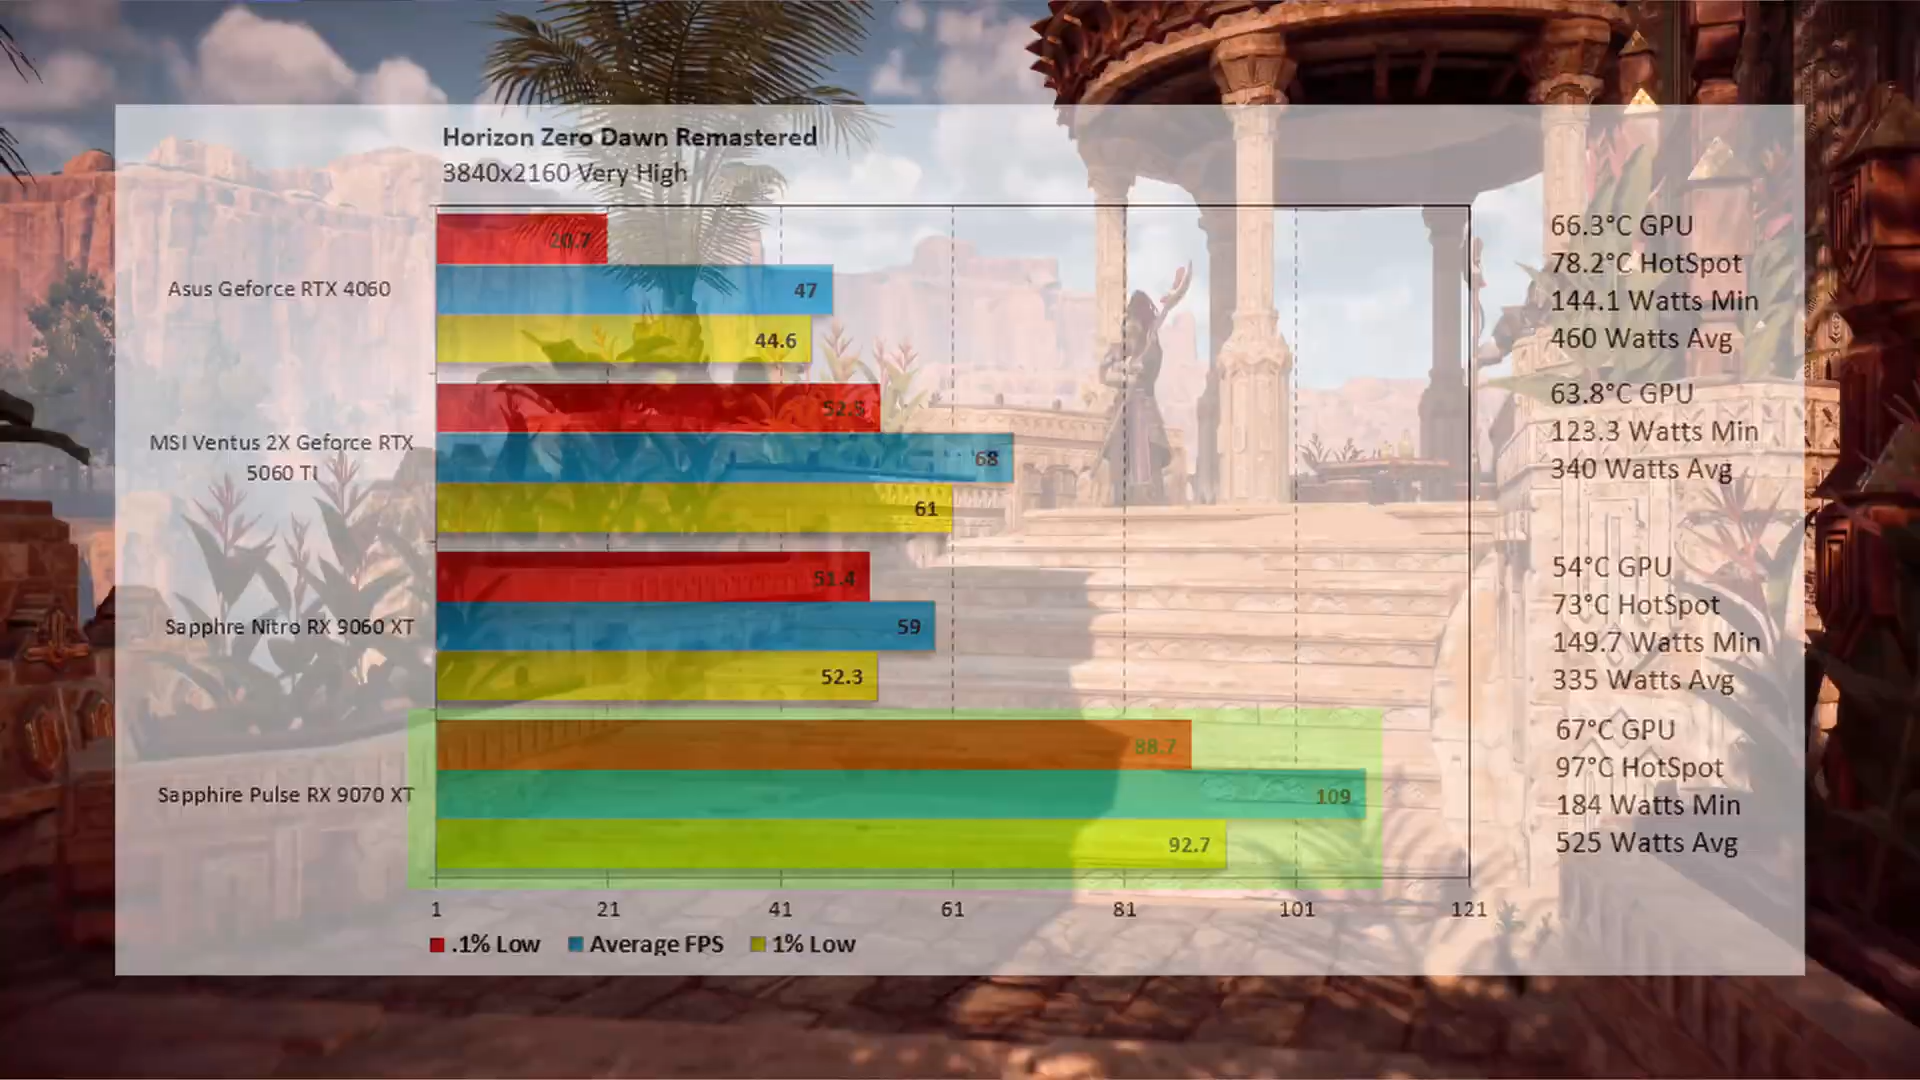 Horizon Zero Dawn Remastered
3840x2160 Very High
Asus Geforce RTX 4060
20.7
47
44.6
66.3°C GPU
78.2°C HotSpot
144.1 Watts Min
460 Watts Avg
MSI Ventus 2X Geforce RTX
5060 TI
52.5
68
61
63.8°C GPU
123.3 Watts Min
340 Watts Avg
Sapphre Nitro RX 9060 XT
51.4
59
52.3
54°C GPU
73°C HotSpot
149.7 Watts Min
335 Watts Avg
Sapphire Pulse RX 9070 XT
88.7
109
92.7
67°C GPU
97°C HotSpot
184 Watts Min
525 Watts Avg
1 21 41 61 81 101 121
.1% Low Average FPS 1% Low